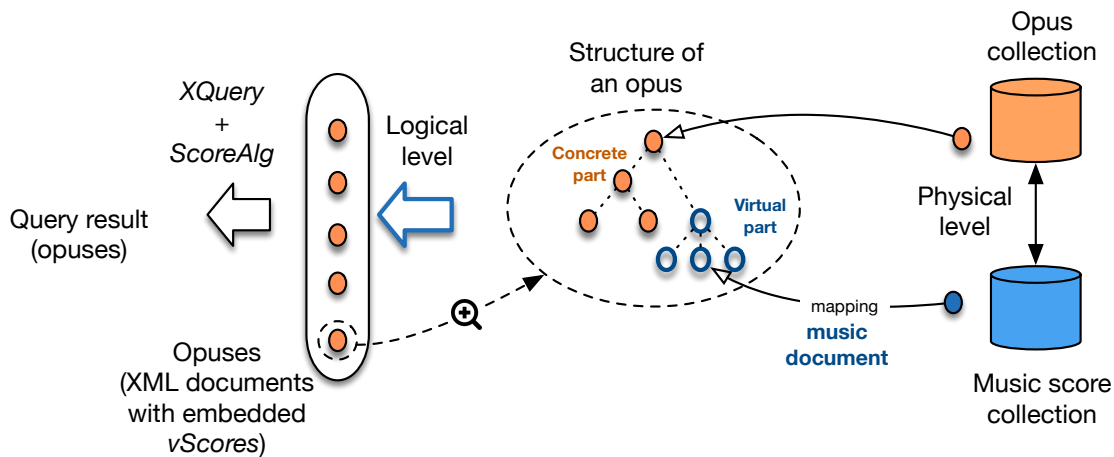 XQuery
+
ScoreAlg
Query result
(opuses)
Opuses
(XML documents
with embedded
vScores)
Logical
level
Structure of
an opus
Concrete
part
Virtual
part
mapping
music
document
Opus
collection
Physical
level
Music score
collection